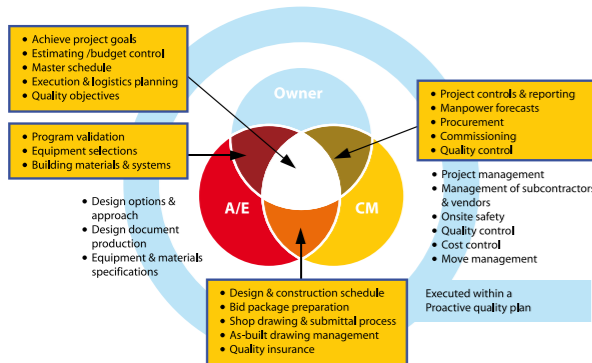 • Achieve project goals
• Estimating /budget control
• Master schedule
• Execution & logistics planning
• Quality objectives
Owner
• Project controls & reporting
• Manpower forecasts
• Procurement
• Commissioning
• Quality control
• Program validation
• Equipment selections
• Building materials & systems
• Project management
• Management of subcontractors
& vendors
• Onsite safety
• Quality control
• Cost control
• Move management
• Design options &
approach
• Design document
production
• Equipment & materials
specifications
A/E
CM
• Design & construction schedule
• Bid package preparation
• Shop drawing & submittal process
• As-built drawing management
• Quality insurance
Executed within a
Proactive quality plan